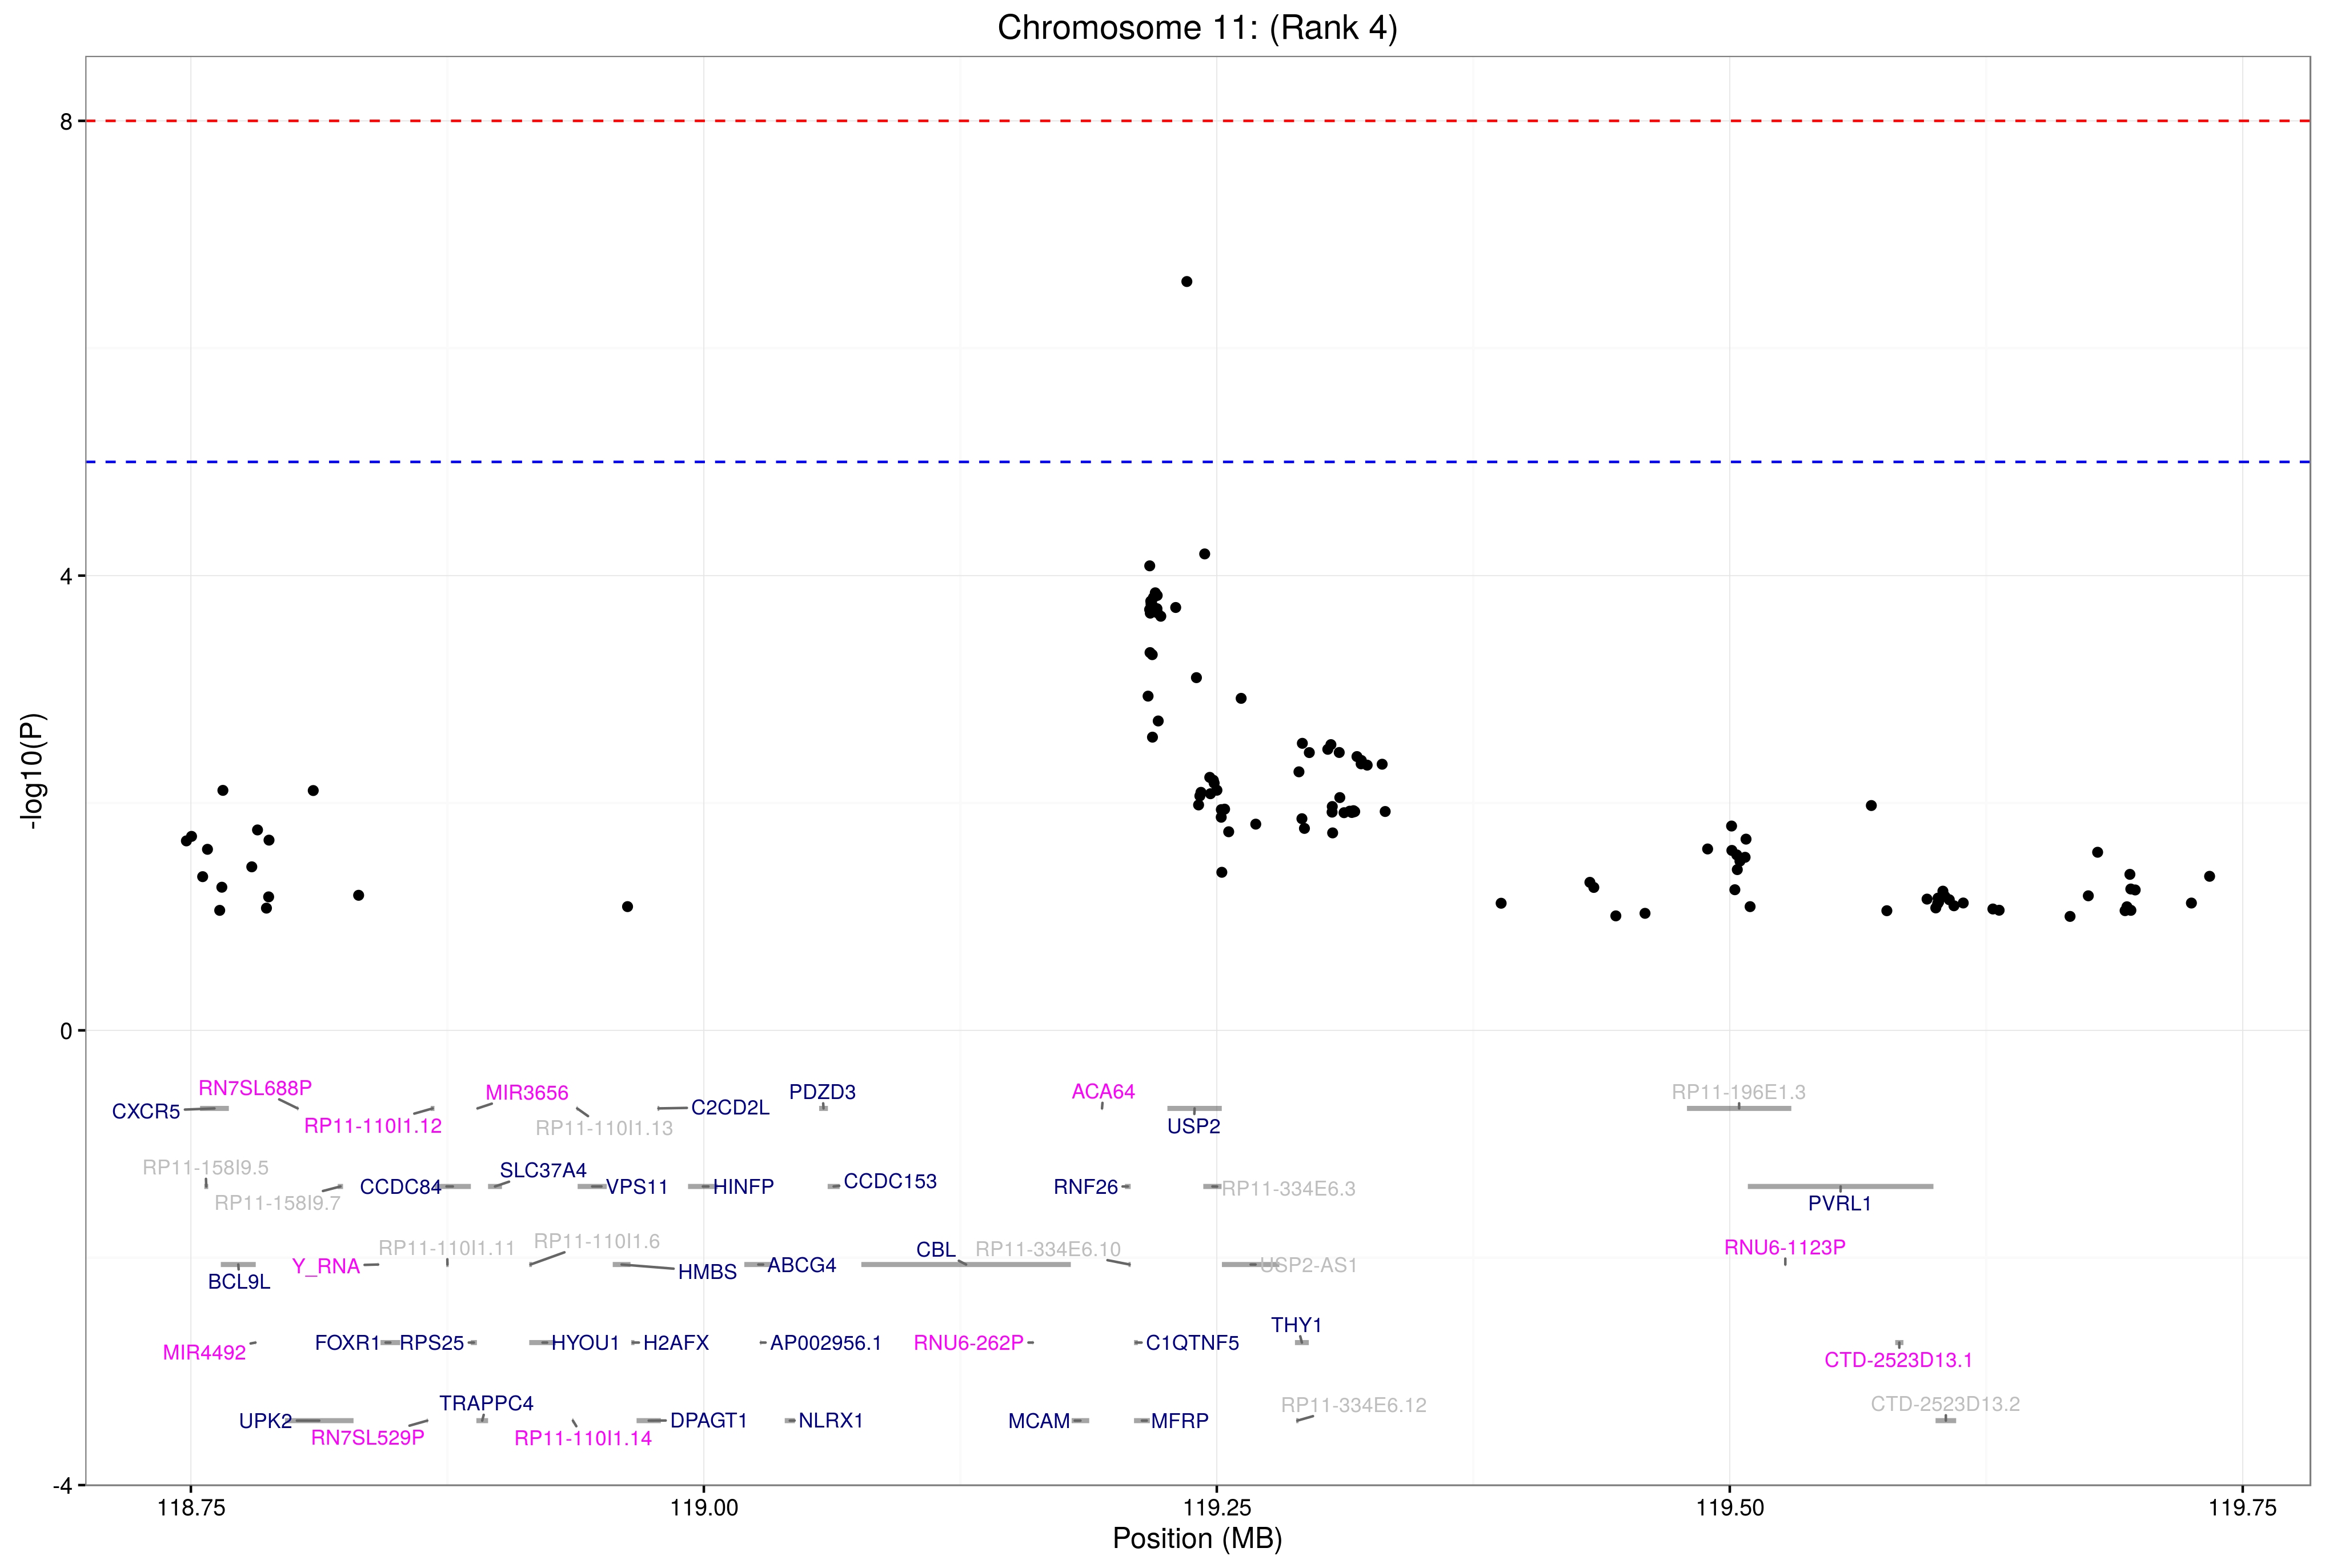 Chromosome 11: (Rank 4)
8
4
-log10(P)
0
RN7SL688P
MIR3656
PDZD3
ACA64
RP11-196E1.3
CXCR5
C2CD2L
RP11-110I1.12
RP11-110I1.13
USP2
RP11-158I9.5
SLC37A4
CCDC84
VPS11
HINFP
CCDC153
RNF26
RP11-334E6.3
RP11-158I9.7
PVRL1
RP11-110I1.11
RP11-110I1.6
CBL
RP11-334E6.10
RNU6-1123P
Y_RNA
HMBS
ABCG4
USP2-AS1
BCL9L
THY1
FOXR1
RPS25
HYOU1
H2AFX
AP002956.1
RNU6-262P
C1QTNF5
MIR4492
CTD-2523D13.1
TRAPPC4
RP11-334E6.12
CTD-2523D13.2
UPK2
DPAGT1
NLRX1
MCAM
MFRP
RN7SL529P
RP11-110I1.14
-4
118.75
119.00
119.25
119.50
119.75
Position (MB)